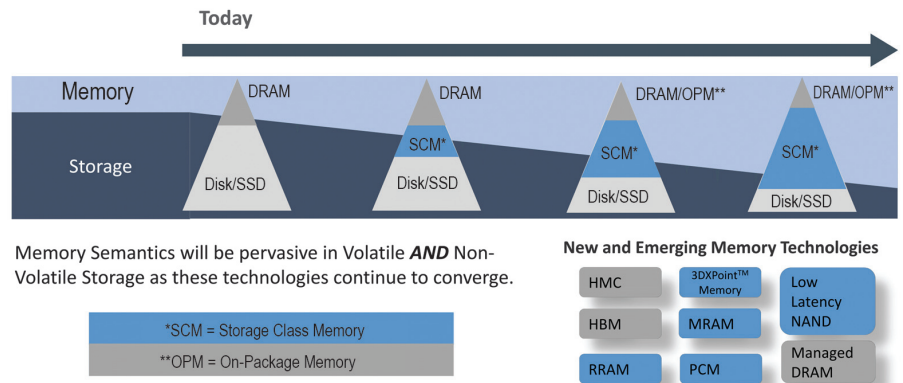 Today
Memory
Storage
DRAM
Disk/SSD
DRAM
SCM*
Disk/SSD
DRAM/OPM**
SCM*
Disk/SSD
DRAM/OPM**
SCM*
Disk/SSD
Memory Semantics will be pervasive in Volatile AND Non-
Volatile Storage as these technologies continue to converge.
*SCM = Storage Class Memory
**OPM = On-Package Memory
New and Emerging Memory Technologies
HMC
3DXPoint™
Memory
Low
Latency
NAND
HBM
MRAM
RRAM
PCM
Managed
DRAM